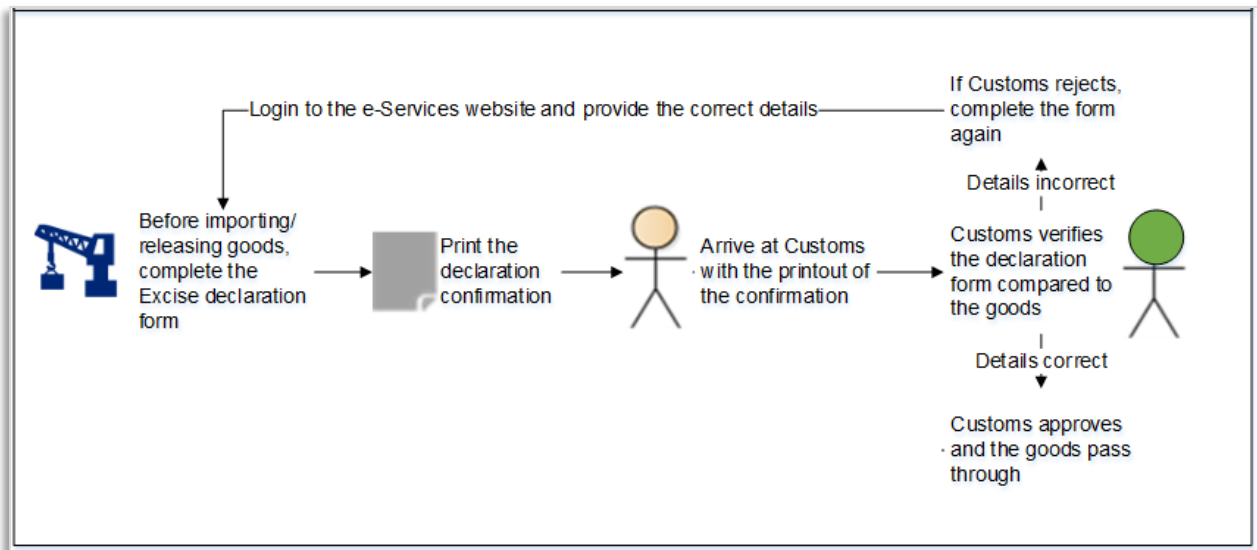 If Customs rejects,
complete the form
again
Login to the e-Services website and provide the correct details
Details incorrect
Before importing/
releasing goods,
complete the
Excise declaration
form
Print the
declaration
confirmation
Arrive at Customs
with the printout of
the confirmation
Customs verifies
the declaration
form compared to
the goods
Details correct
Customs approves
and the goods pass
through